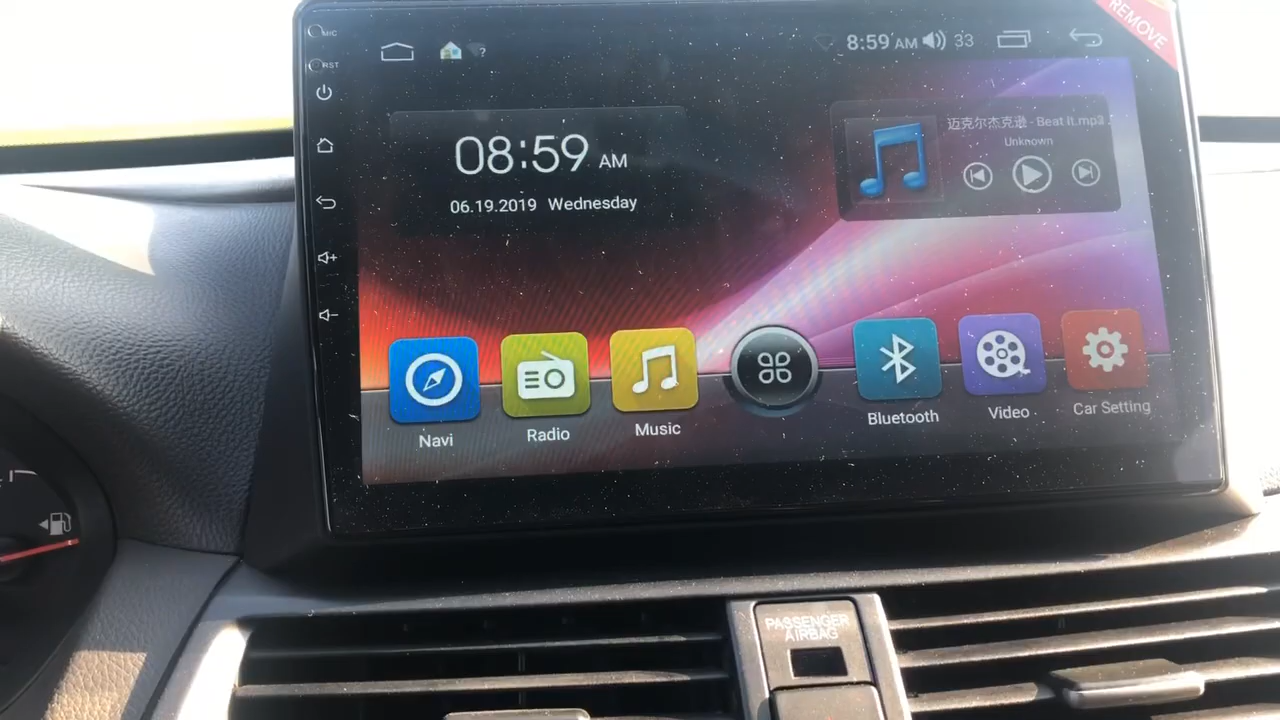 MIC
RST
?
8:59 AM
33
REMOVE
08:59 AM
06.19.2019 Wednesday
迈克尔杰克逊 - Beat It.mp3
Unknown
Navi
Radio
Music
Bluetooth
Video
Car Setting
PASSENGER
AIRBAG